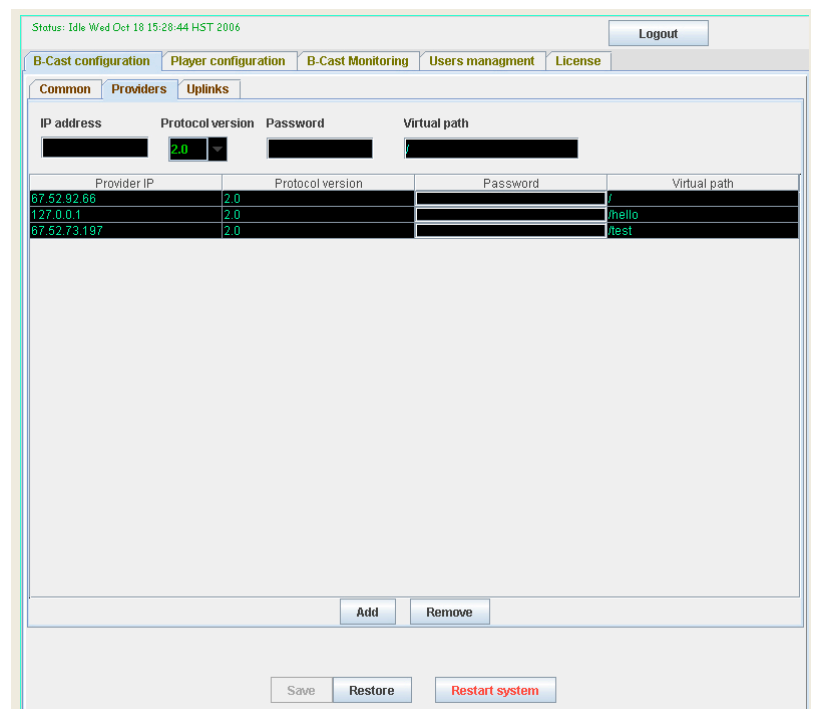 Status: Idle Wed Oct 18 15:28:44 HST 2006
Logout
B-Cast configuration Player configuration B-Cast Monitoring Users managment License
Common Providers Uplinks
IP address Protocol version Password Virtual path
2.0 /
Provider IP Protocol version Password Virtual path
67.52.92.66 2.0 /
127.0.0.1 2.0 /hello
67.52.73.197 2.0 /test
Add Remove
Save Restore Restart system